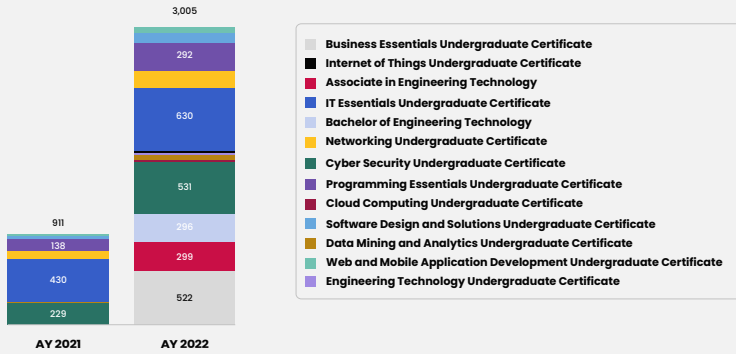 3,005
292
630
531
296
299
522
911
138
430
229
AY 2021
AY 2022
Business Essentials Undergraduate Certificate
Internet of Things Undergraduate Certificate
Associate in Engineering Technology
IT Essentials Undergraduate Certificate
Bachelor of Engineering Technology
Networking Undergraduate Certificate
Cyber Security Undergraduate Certificate
Programming Essentials Undergraduate Certificate
Cloud Computing Undergraduate Certificate
Software Design and Solutions Undergraduate Certificate
Data Mining and Analytics Undergraduate Certificate
Web and Mobile Application Development Undergraduate Certificate
Engineering Technology Undergraduate Certificate